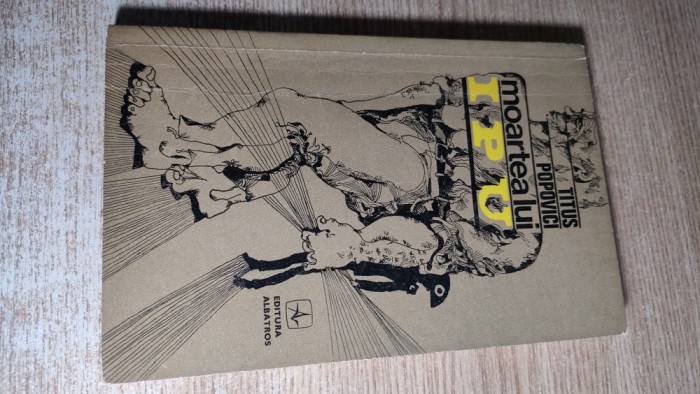 TITUS
POPOVICI
moartea lui
IPU
EDITURA
ALBATROS